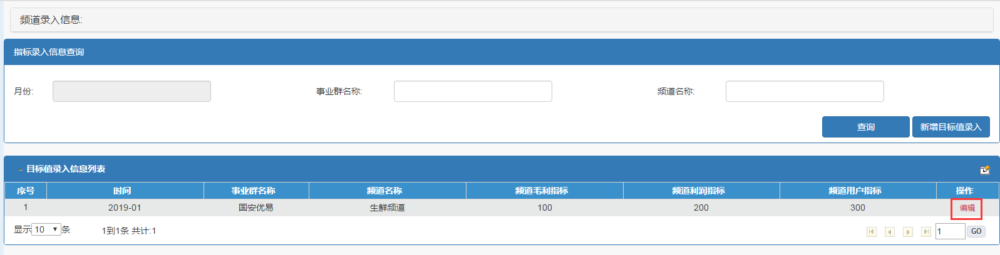 频道录入信息:
指标录入信息查询
月份: 事业群名称: 频道名称:
查询 新增目标值录入
目标值录入信息列表
序号 时间 事业群名称 频道名称 频道毛利指标 频道利润指标 频道用户指标 操作
1 2019-01 国安优易 生鲜频道 100 200 300 编辑
显示 10 条 1到1条 共计:1 1 GO